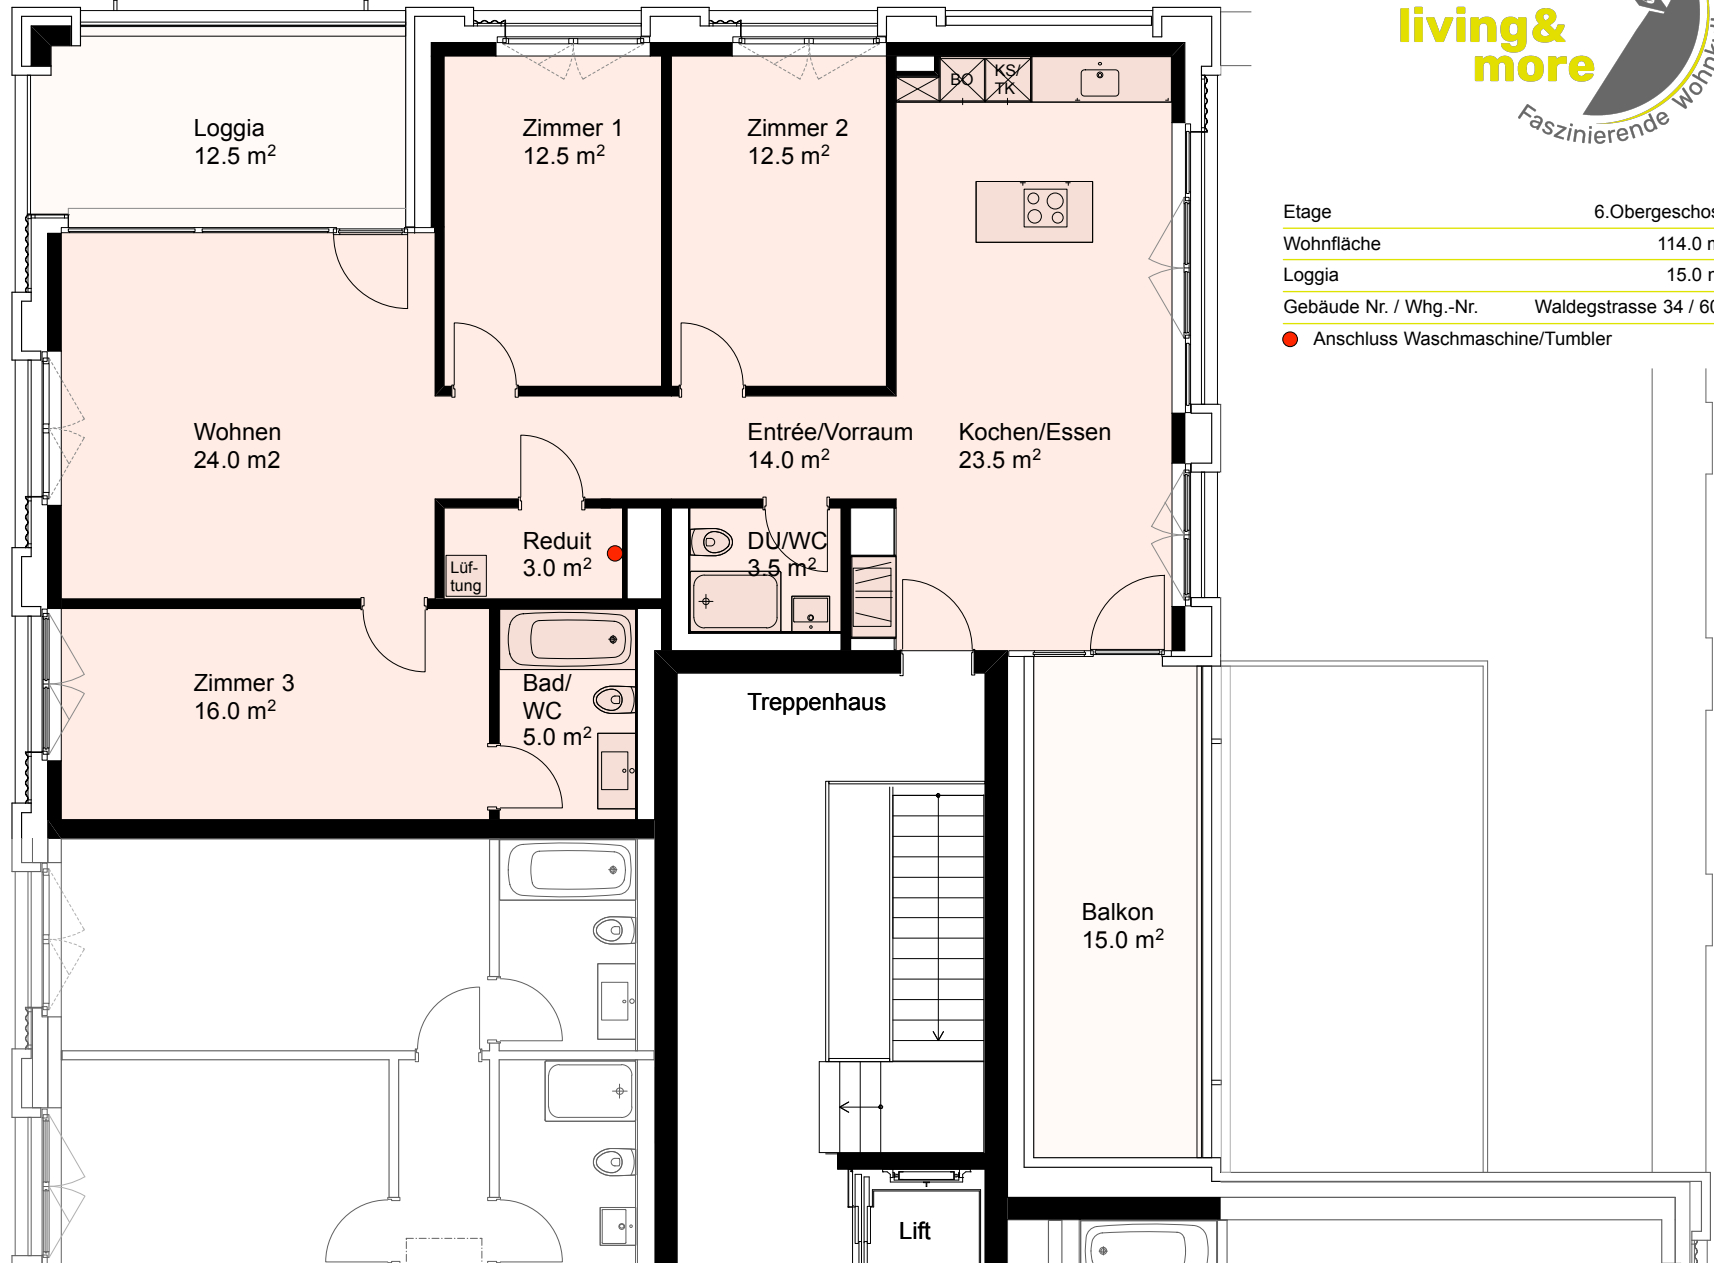 living&
more
Faszinierende
Etage 6.Obergeschos
Wohnfläche 114.0 m
Loggia 15.0 m
Gebäude Nr. / Whg.-Nr. Waldegstrasse 34 / 60
Anschluss Waschmaschine/Tumbler
Loggia
12.5 m²
Zimmer 1
12.5 m²
Zimmer 2
12.5 m²
BO
KS/
TK
Wohnen
24.0 m2
Entrée/Vorraum
14.0 m²
Kochen/Essen
23.5 m²
Reduit
3.0 m²
Lüf-
tung
DU/WC
3.5 m²
Zimmer 3
16.0 m²
Bad/
WC
5.0 m²
Treppenhaus
Balkon
15.0 m²
Lift